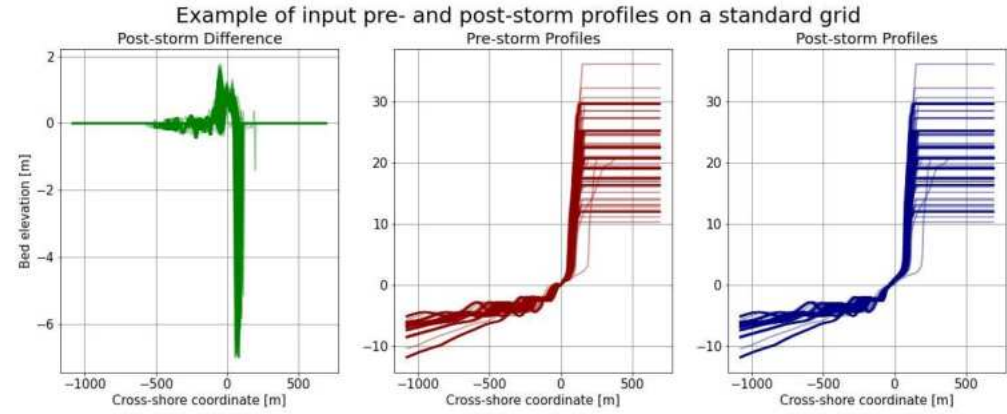 Example of input pre- and post-storm profiles on a standard grid
Post-storm Difference
Pre-storm Profiles
Post-storm Profiles
Bed elevation [m]
2
0
−2
−4
−6
30
20
10
0
−10
30
20
10
0
−10
−1000 −500 0 500
−1000 −500 0 500
−1000 −500 0 500
Cross-shore coordinate [m]
Cross-shore coordinate [m]
Cross-shore coordinate [m]